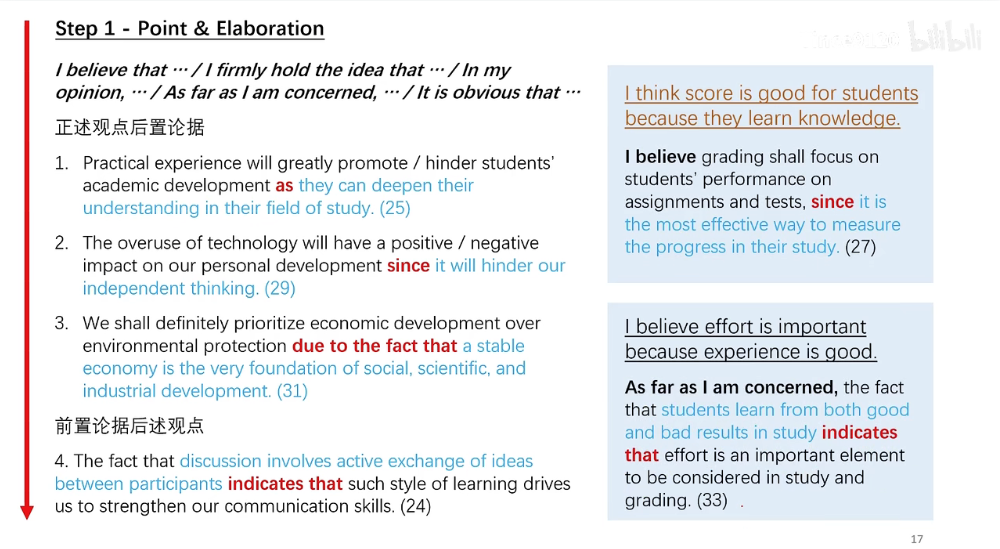 Step 1 - Point & Elaboration
I believe that ··· / I firmly hold the idea that ··· / In my
opinion, ··· / As far as I am concerned, ··· / It is obvious that ···
正述观点后置论据
1. Practical experience will greatly promote / hinder students'
academic development as they can deepen their
understanding in their field of study. (25)
2. The overuse of technology will have a positive / negative
impact on our personal development since it will hinder our
independent thinking. (29)
3. We shall definitely prioritize economic development over
environmental protection due to the fact that a stable
economy is the very foundation of social, scientific, and
industrial development. (31)
前置论据后述观点
4. The fact that discussion involves active exchange of ideas
between participants indicates that such style of learning drives
us to strengthen our communication skills. (24)
bilibili
I think score is good for students
because they learn knowledge.
I believe grading shall focus on
students' performance on
assignments and tests, since it is
the most effective way to measure
the progress in their study. (27)
I believe effort is important
because experience is good.
As far as I am concerned, the fact
that students learn from both good
and bad results in study indicates
that effort is an important element
to be considered in study and
grading. (33)
17